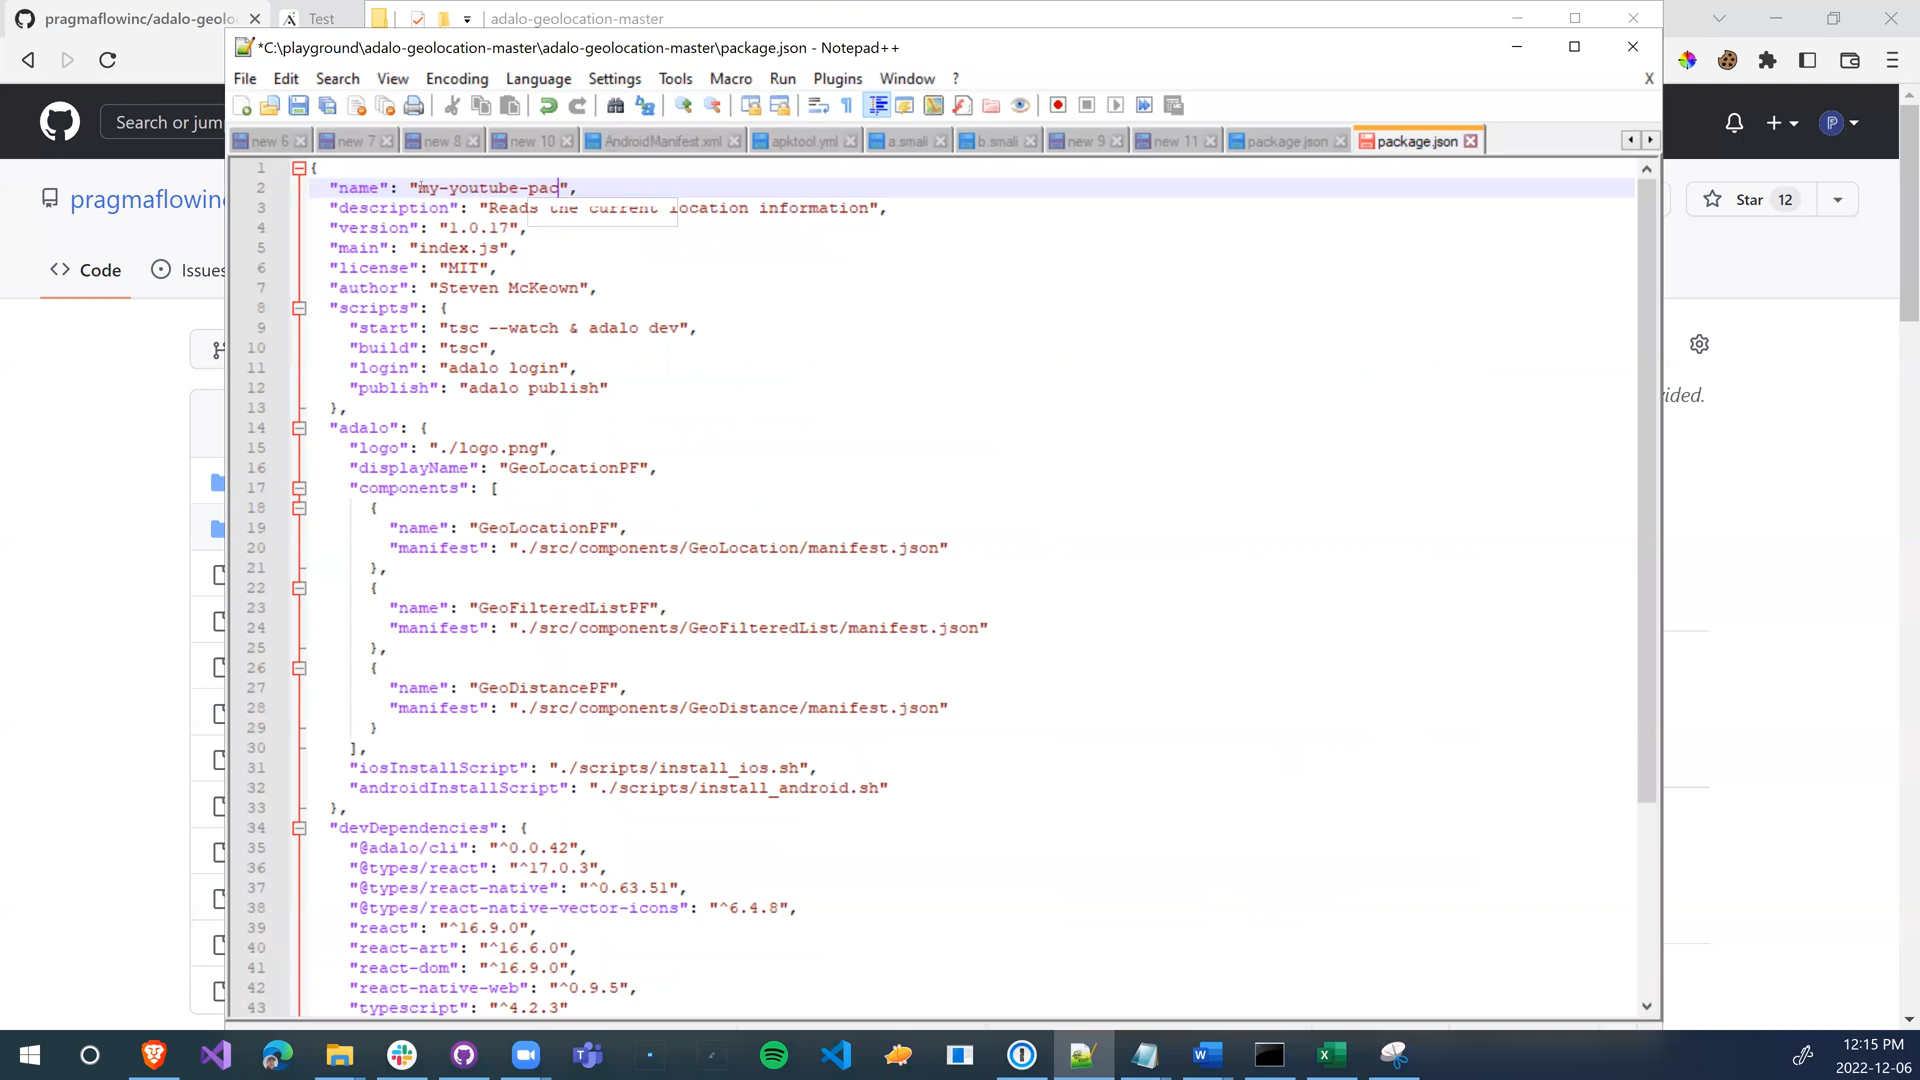 pragmaflowinc/adalo-geolo
Test
adalo-geolocation-master
*C:\playground\adalo-geolocation-master\adalo-geolocation-master\package.json - Notepad++
File Edit Search View Encoding Language Settings Tools Macro Run Plugins Window ? X
new 6 new 7 new 8 new 10 AndroidManifest.xml apktool.yml a.smali b.smali new 9 new 11 package.json package.json
Search or jum
P
pragmaflowinc
Star 12
Code
Issues
ided.
1 {
2 "name": "my-youtube-pac",
3 "description": "Reads the current location information",
4 "version": "1.0.17",
5 "main": "index.js",
6 "license": "MIT",
7 "author": "Steven McKeown",
8 "scripts": {
9 "start": "tsc --watch & adalo dev",
10 "build": "tsc",
11 "login": "adalo login",
12 "publish": "adalo publish"
13 },
14 "adalo": {
15 "logo": "./logo.png",
16 "displayName": "GeoLocationPF",
17 "components": [
18 {
19 "name": "GeoLocationPF",
20 "manifest": "./src/components/GeoLocation/manifest.json"
21 },
22 {
23 "name": "GeoFilteredListPF",
24 "manifest": "./src/components/GeoFilteredList/manifest.json"
25 },
26 {
27 "name": "GeoDistancePF",
28 "manifest": "./src/components/GeoDistance/manifest.json"
29 }
30 ],
31 "iosInstallScript": "./scripts/install_ios.sh",
32 "androidInstallScript": "./scripts/install_android.sh"
33 },
34 "devDependencies": {
35 "@adalo/cli": "^0.0.42",
36 "@types/react": "^17.0.3",
37 "@types/react-native": "^0.63.51",
38 "@types/react-native-vector-icons": "^6.4.8",
39 "react": "^16.9.0",
40 "react-art": "^16.6.0",
41 "react-dom": "^16.9.0",
42 "react-native-web": "^0.9.5",
43 "typescript": "^4.2.3"
12:15 PM
2022-12-06